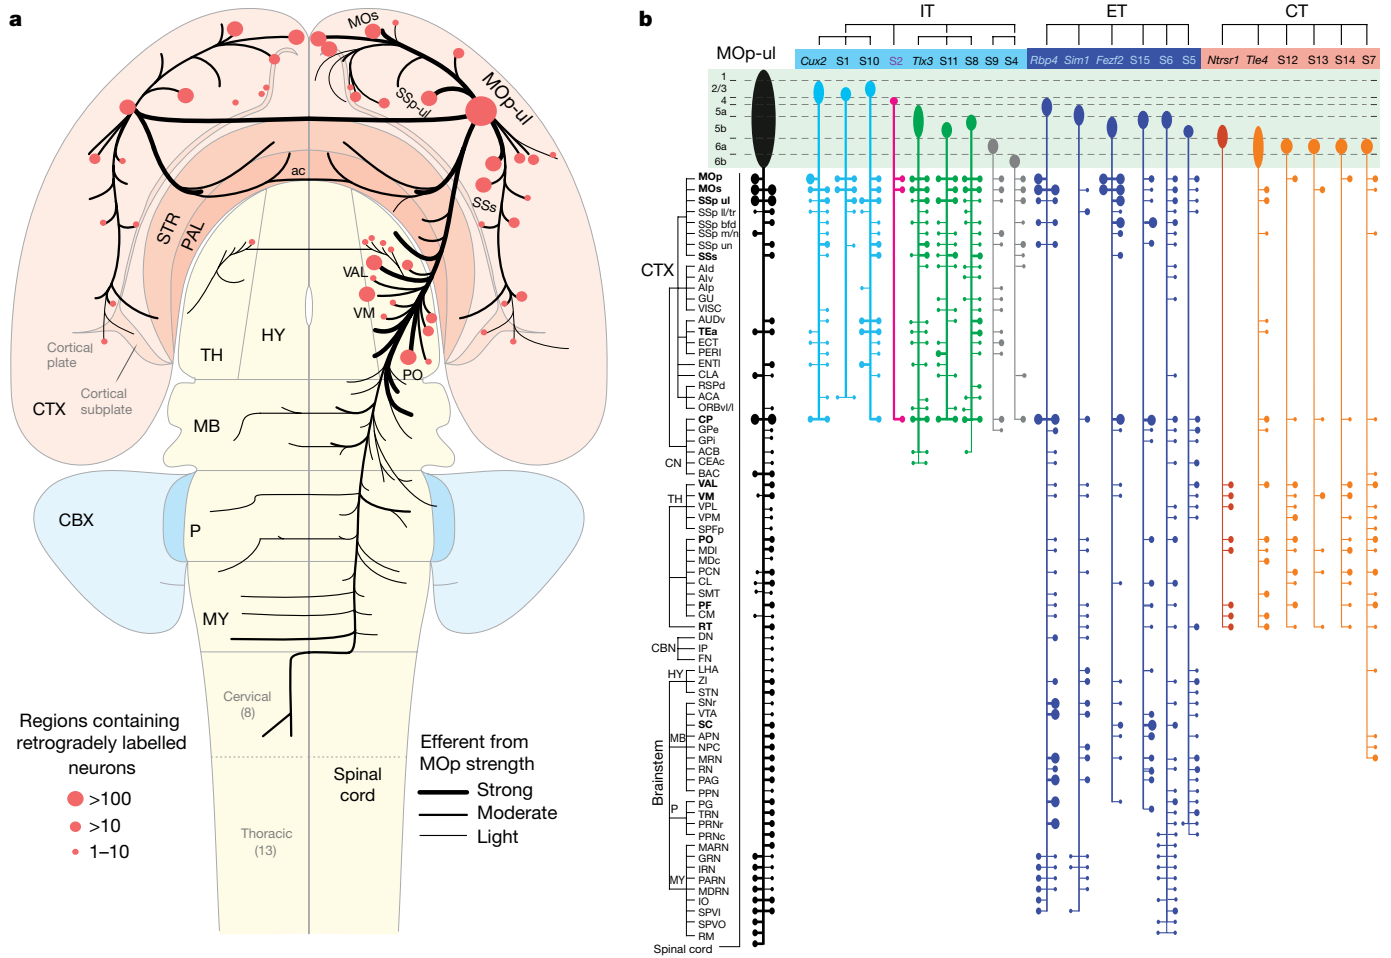 a
MOs
MOp-ul
SSp-ul
SSs
ac
STR
PAL
VAL
VM
PO
HY
TH
Cortical
plate
Cortical
subplate
CTX
MB
CBX
P
MY
Cervical
(8)
Spinal
cord
Thoracic
(13)
Regions containing
retrogradely labelled
neurons
>100
>10
1–10
Efferent from
MOp strength
Strong
Moderate
Light
b
IT
ET
CT
MOp-ul
Cux2 S1 S10 S2 Tlx3 S11 S8 S9 S4 Rbp4 Sim1 Fezf2 S15 S6 S5 Ntrsr1 Tle4 S12 S13 S14 S7
1
2/3
4
5a
5b
6a
6b
MOp
MOs
SSp ul
SSp ll/tr
SSp bfd
SSp m/n
SSp un
SSs
CTX
AId
AIv
AIp
GU
VISC
AUDv
TEa
ECT
PERI
ENTl
CLA
RSPd
ACA
ORBvl/l
CP
GPe
GPi
ACB
CN
CEAc
BAC
VAL
TH
VM
VPL
VPM
SPFp
PO
MDl
MDc
PCN
CL
SMT
PF
CM
RT
DN
CBN
IP
FN
LHA
HY
ZI
STN
SNr
VTA
SC
MB
APN
NPC
MRN
RN
PAG
PPN
Brainstem
PG
P
TRN
PRNr
PRNc
MARN
GRN
IRN
MY
PARN
MDRN
IO
SPVI
SPVO
RM
Spinal cord